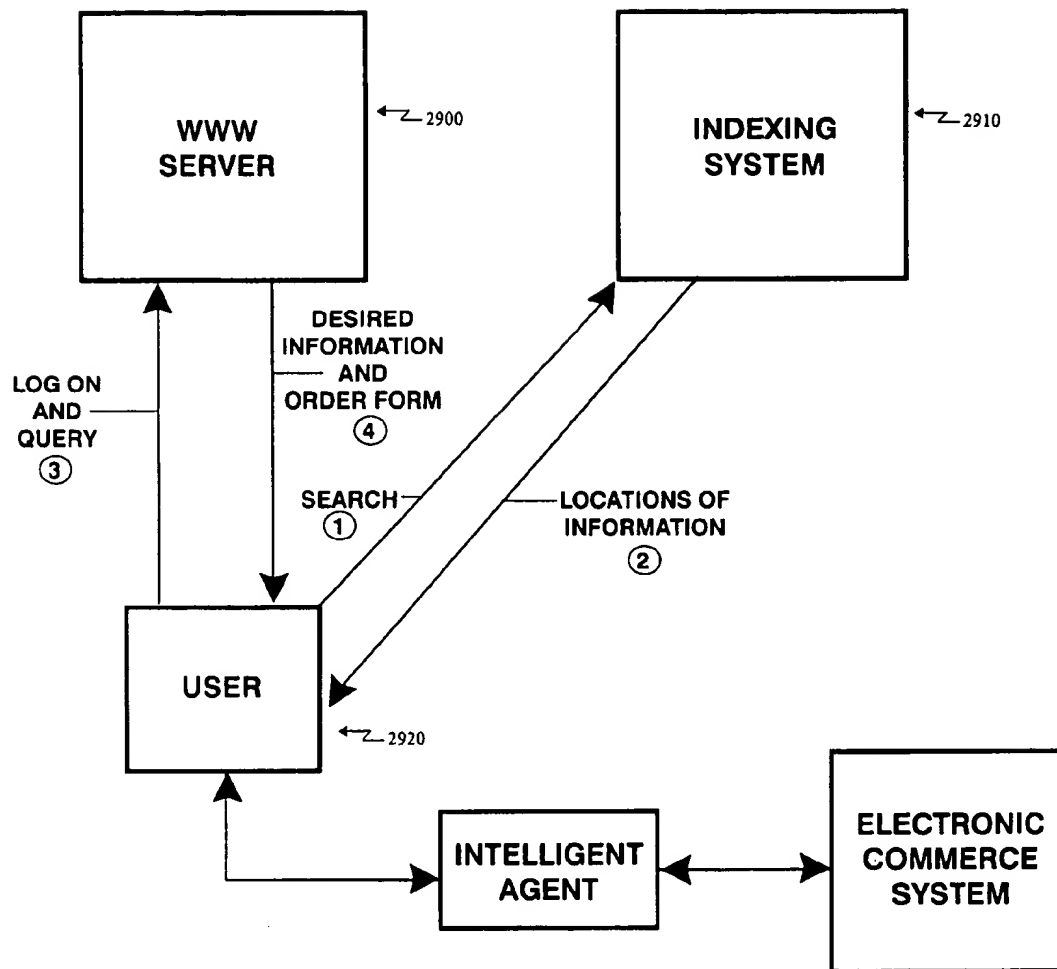 WWW
SERVER
2900
INDEXING
SYSTEM
2910
DESIRED
INFORMATION
AND
ORDER FORM
4
LOG ON
AND
QUERY
3
SEARCH
1
LOCATIONS OF
INFORMATION
2
USER
2920
INTELLIGENT
AGENT
ELECTRONIC
COMMERCE
SYSTEM